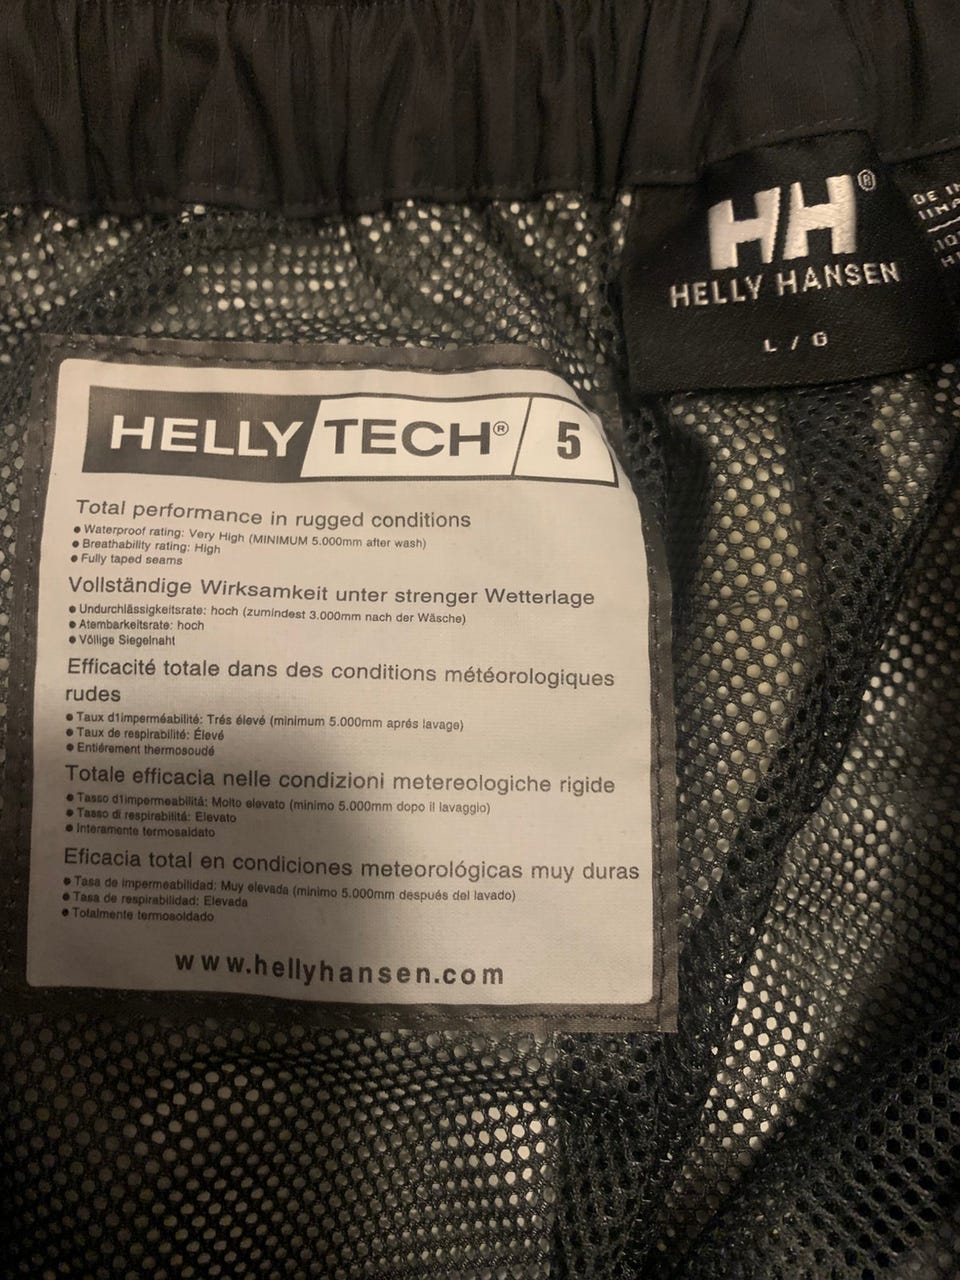 HH®
HELLY HANSEN
L / G
HELLY TECH® 5
Total performance in rugged conditions
• Waterproof rating: Very High (MINIMUM 5.000mm after wash)
• Breathability rating: High
• Fully taped seams
Vollständige Wirksamkeit unter strenger Wetterlage
• Undurchlässigkeitsrate: hoch (zumindest 3.000mm nach der Wäsche)
• Atembarkeitsrate: hoch
• Völlige Siegelnaht
Efficacité totale dans des conditions météorologiques
rudes
• Taux d1imperméabilité: Trés élevé (minimum 5.000mm aprés lavage)
• Taux de respirabilité: Élevé
• Entiérement thermosoudé
Totale efficacia nelle condizioni metereologiche rigide
• Tasso d1impermeabilitá: Molto elevato (minimo 5.000mm dopo il lavaggio)
• Tasso di respirabilitá: Elevato
• Interamente termosaldato
Eficacia total en condiciones meteorológicas muy duras
• Tasa de impermeabilidad: Muy elevada (minimo 5.000mm después del lavado)
• Tasa de respirabilidad: Elevada
• Totalmente termosoldado
www.hellyhansen.com